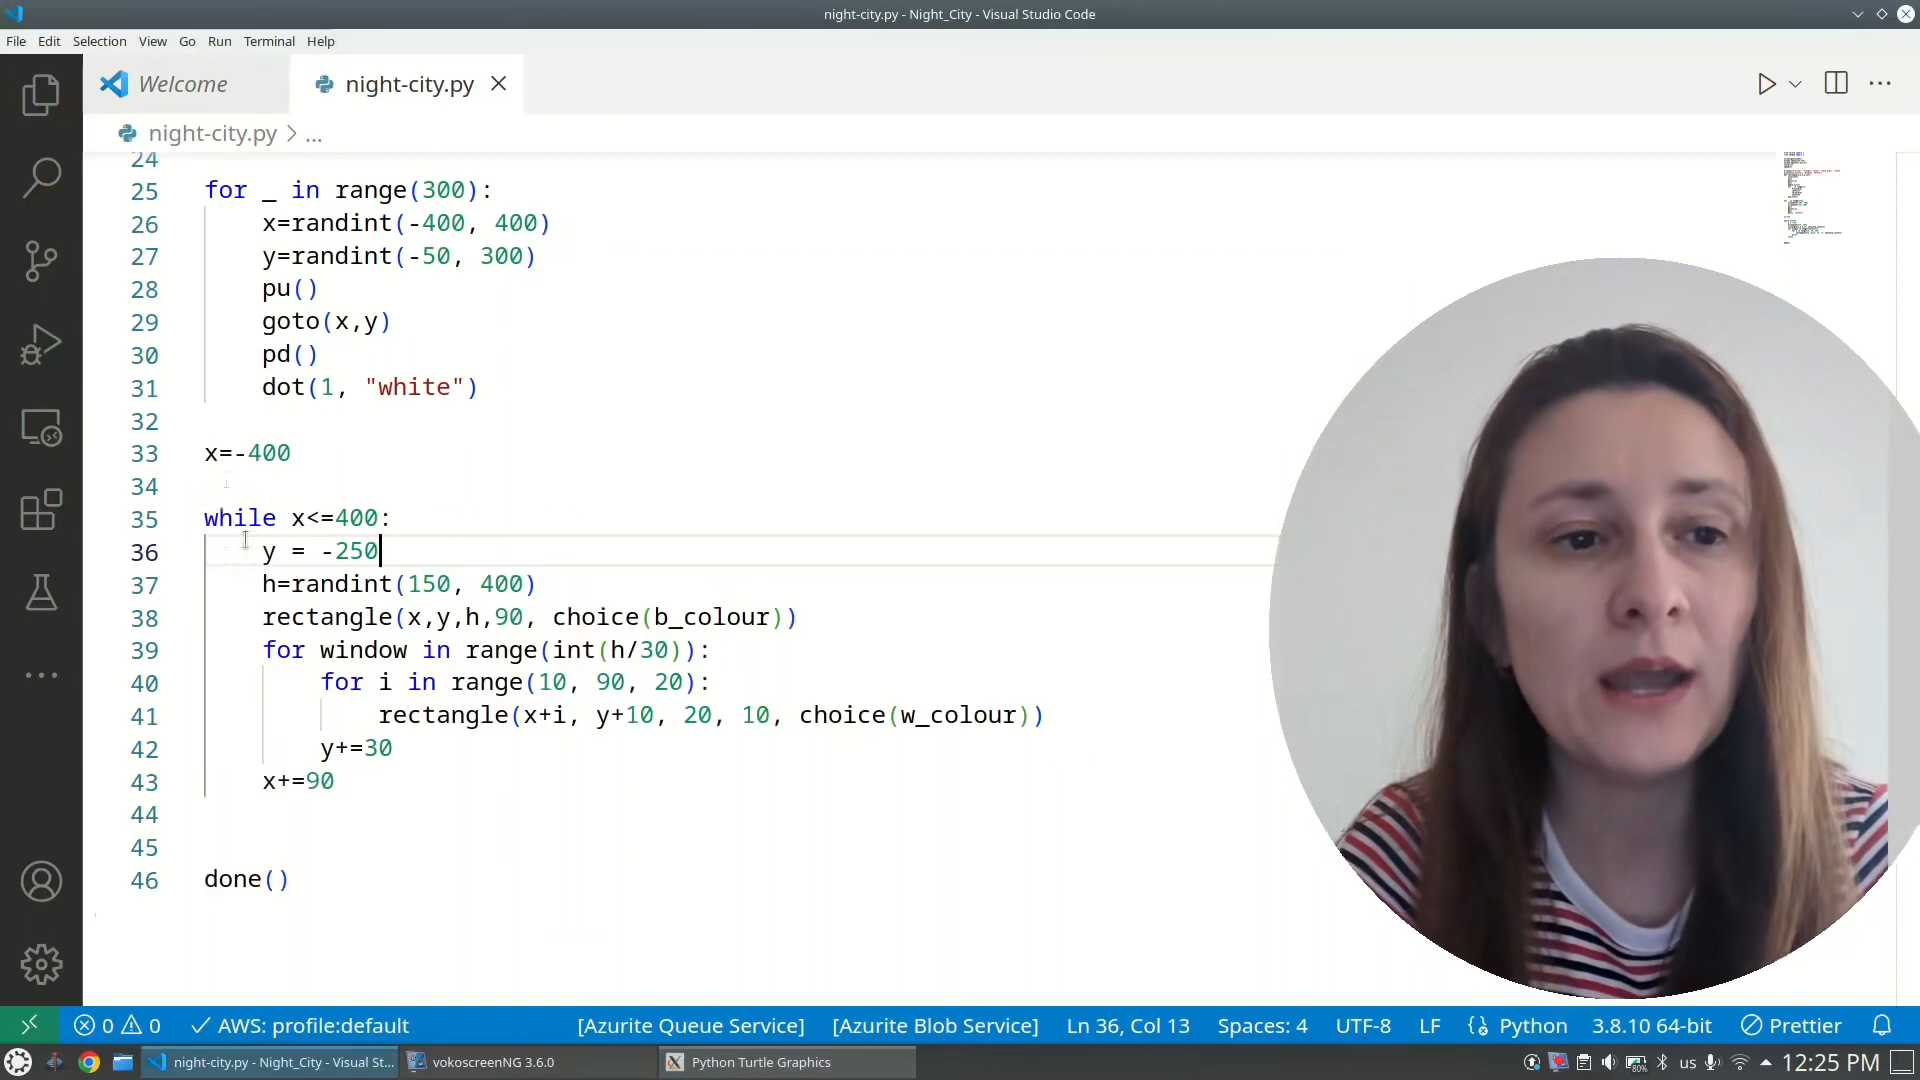 night-city.py - Night_City - Visual Studio Code
File Edit Selection View Go Run Terminal Help
Welcome night-city.py
night-city.py > ...
24
25 for _ in range(300):
26 x=randint(-400, 400)
27 y=randint(-50, 300)
28 pu()
29 goto(x,y)
30 pd()
31 dot(1, "white")
32
33 x=-400
34
35 while x<=400:
36 y = -250
37 h=randint(150, 400)
38 rectangle(x,y,h,90, choice(b_colour))
39 for window in range(int(h/30)):
40 for i in range(10, 90, 20):
41 rectangle(x+i, y+10, 20, 10, choice(w_colour))
42 y+=30
43 x+=90
44
45
46 done()
0 0 AWS: profile:default [Azurite Queue Service] [Azurite Blob Service] Ln 36, Col 13 Spaces: 4 UTF-8 LF Python 3.8.10 64-bit Prettier
night-city.py - Night_City - Visual St... vokoscreenNG 3.6.0 Python Turtle Graphics 80% us 12:25 PM